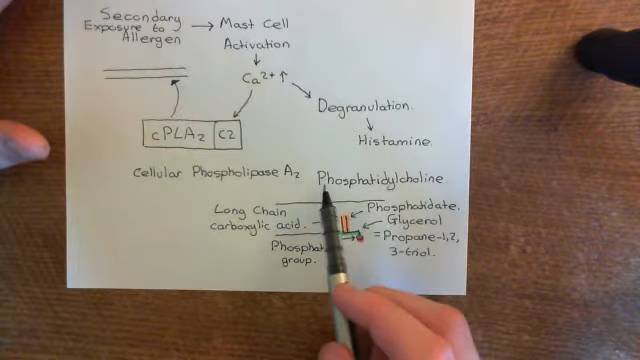 Secondary
Exposure to
Allergen
Mast Cell
Activation
Ca2+ ↑
Degranulation
Histamine
cPLA2 C2
Cellular Phospholipase A2
Phosphatidylcholine
Long Chain
carboxylic acid.
Phosphatidate.
Glycerol
= Propane-1,2,
3-triol.
group.